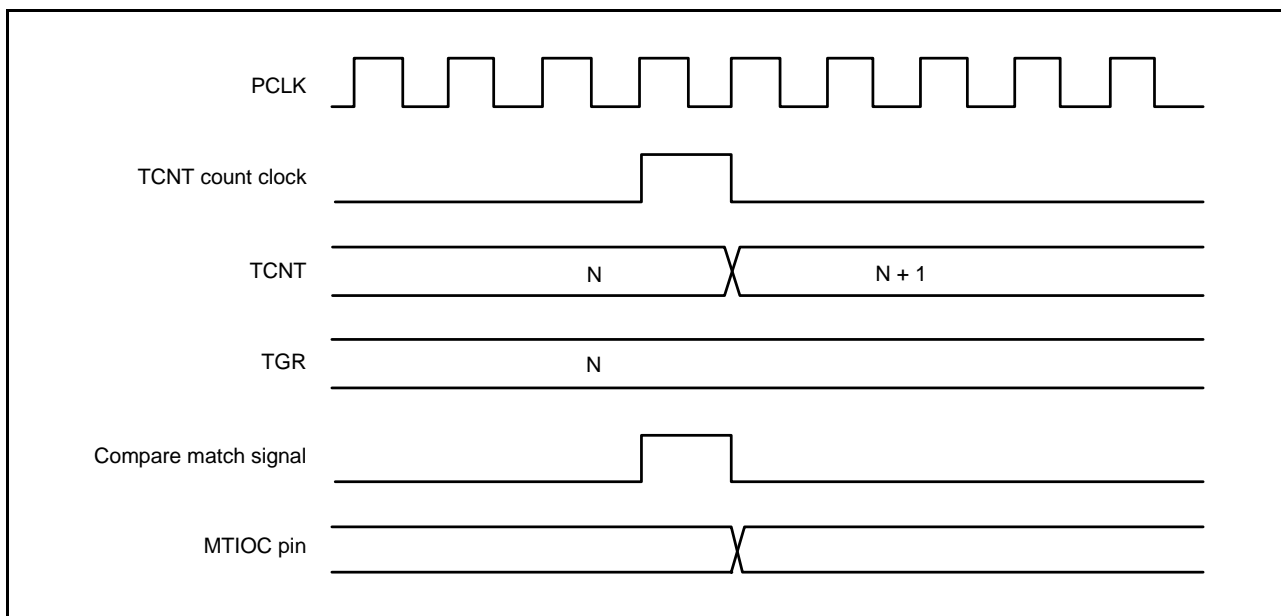 PCLK
TCNT count clock
TCNT
N
N + 1
TGR
N
Compare match signal
MTIOC pin